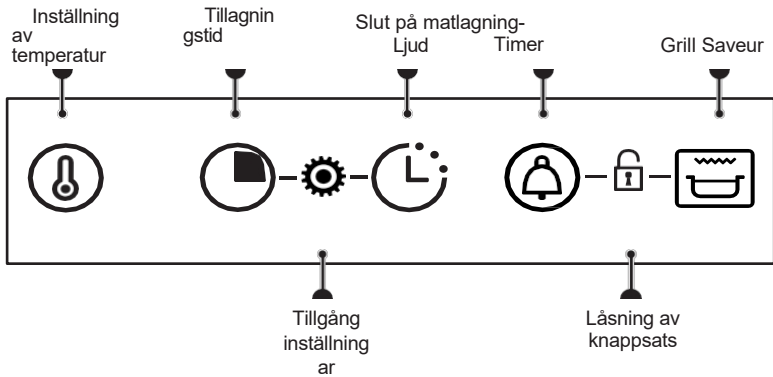 Inställning
av
temperatur
Tillagnin
gstid
Slut på matlagning-
Ljud
Timer
Grill Saveur
Tillgång
inställning
ar
Låsning av
knappsats